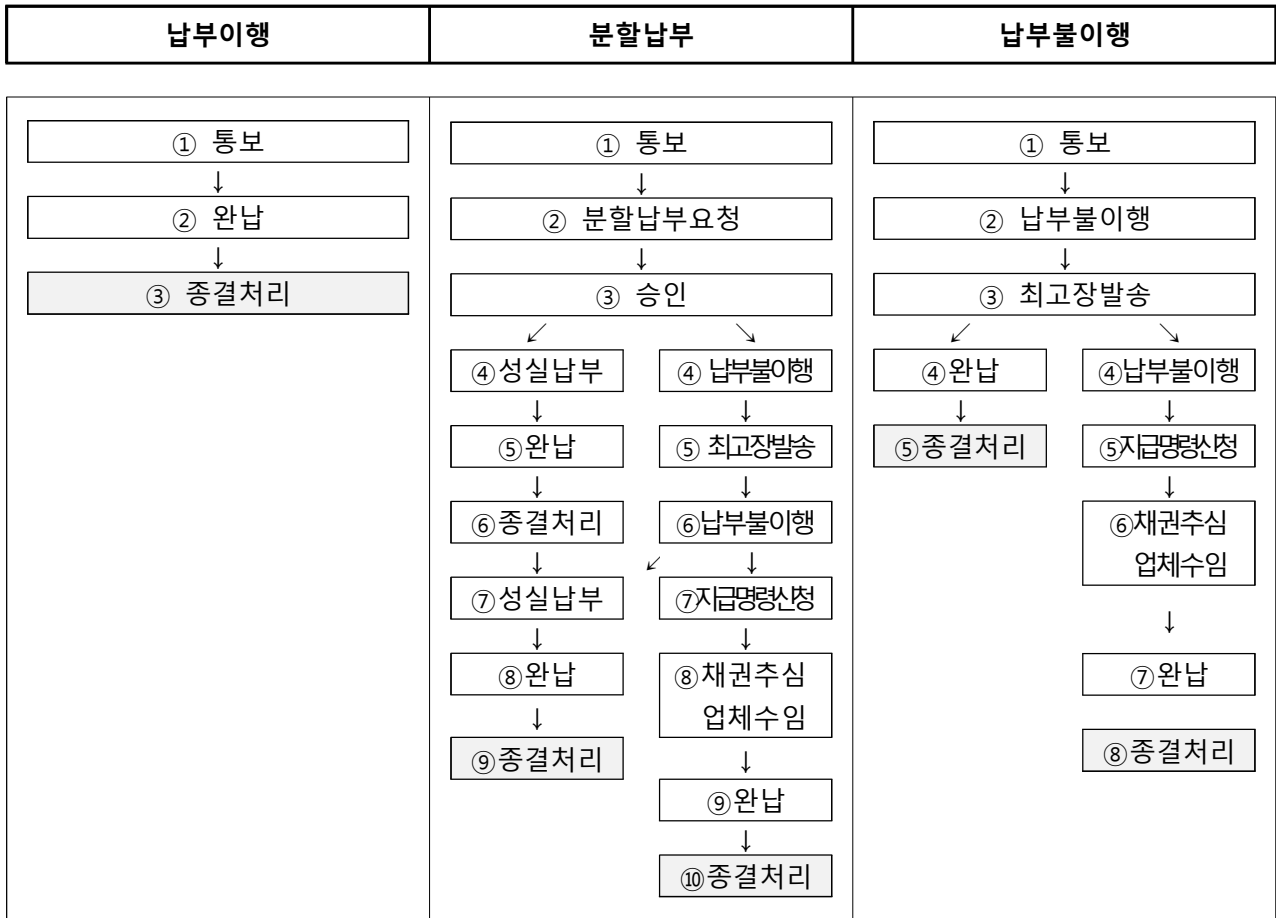 납부이행
분할납부
납부불이행
① 통보
↓
② 완납
↓
③ 종결처리
① 통보
↓
② 분할납부요청
↓
③ 승인
↙ ↘
④성실납부
↓
⑤완납
↓
⑥종결처리
↓
⑦성실납부
↓
⑧완납
↓
⑨종결처리
④ 납부불이행
↓
⑤ 최고장발송
↓
⑥납부불이행
↙ ↓
⑦지급명령신청
↓
⑧채권추심
업체수임
↓
⑨완납
↓
⑩종결처리
① 통보
↓
② 납부불이행
↓
③ 최고장발송
↙ ↘
④완납
↓
⑤종결처리
④납부불이행
↓
⑤지급명령신청
↓
⑥채권추심
업체수임
↓
⑦완납
⑧종결처리